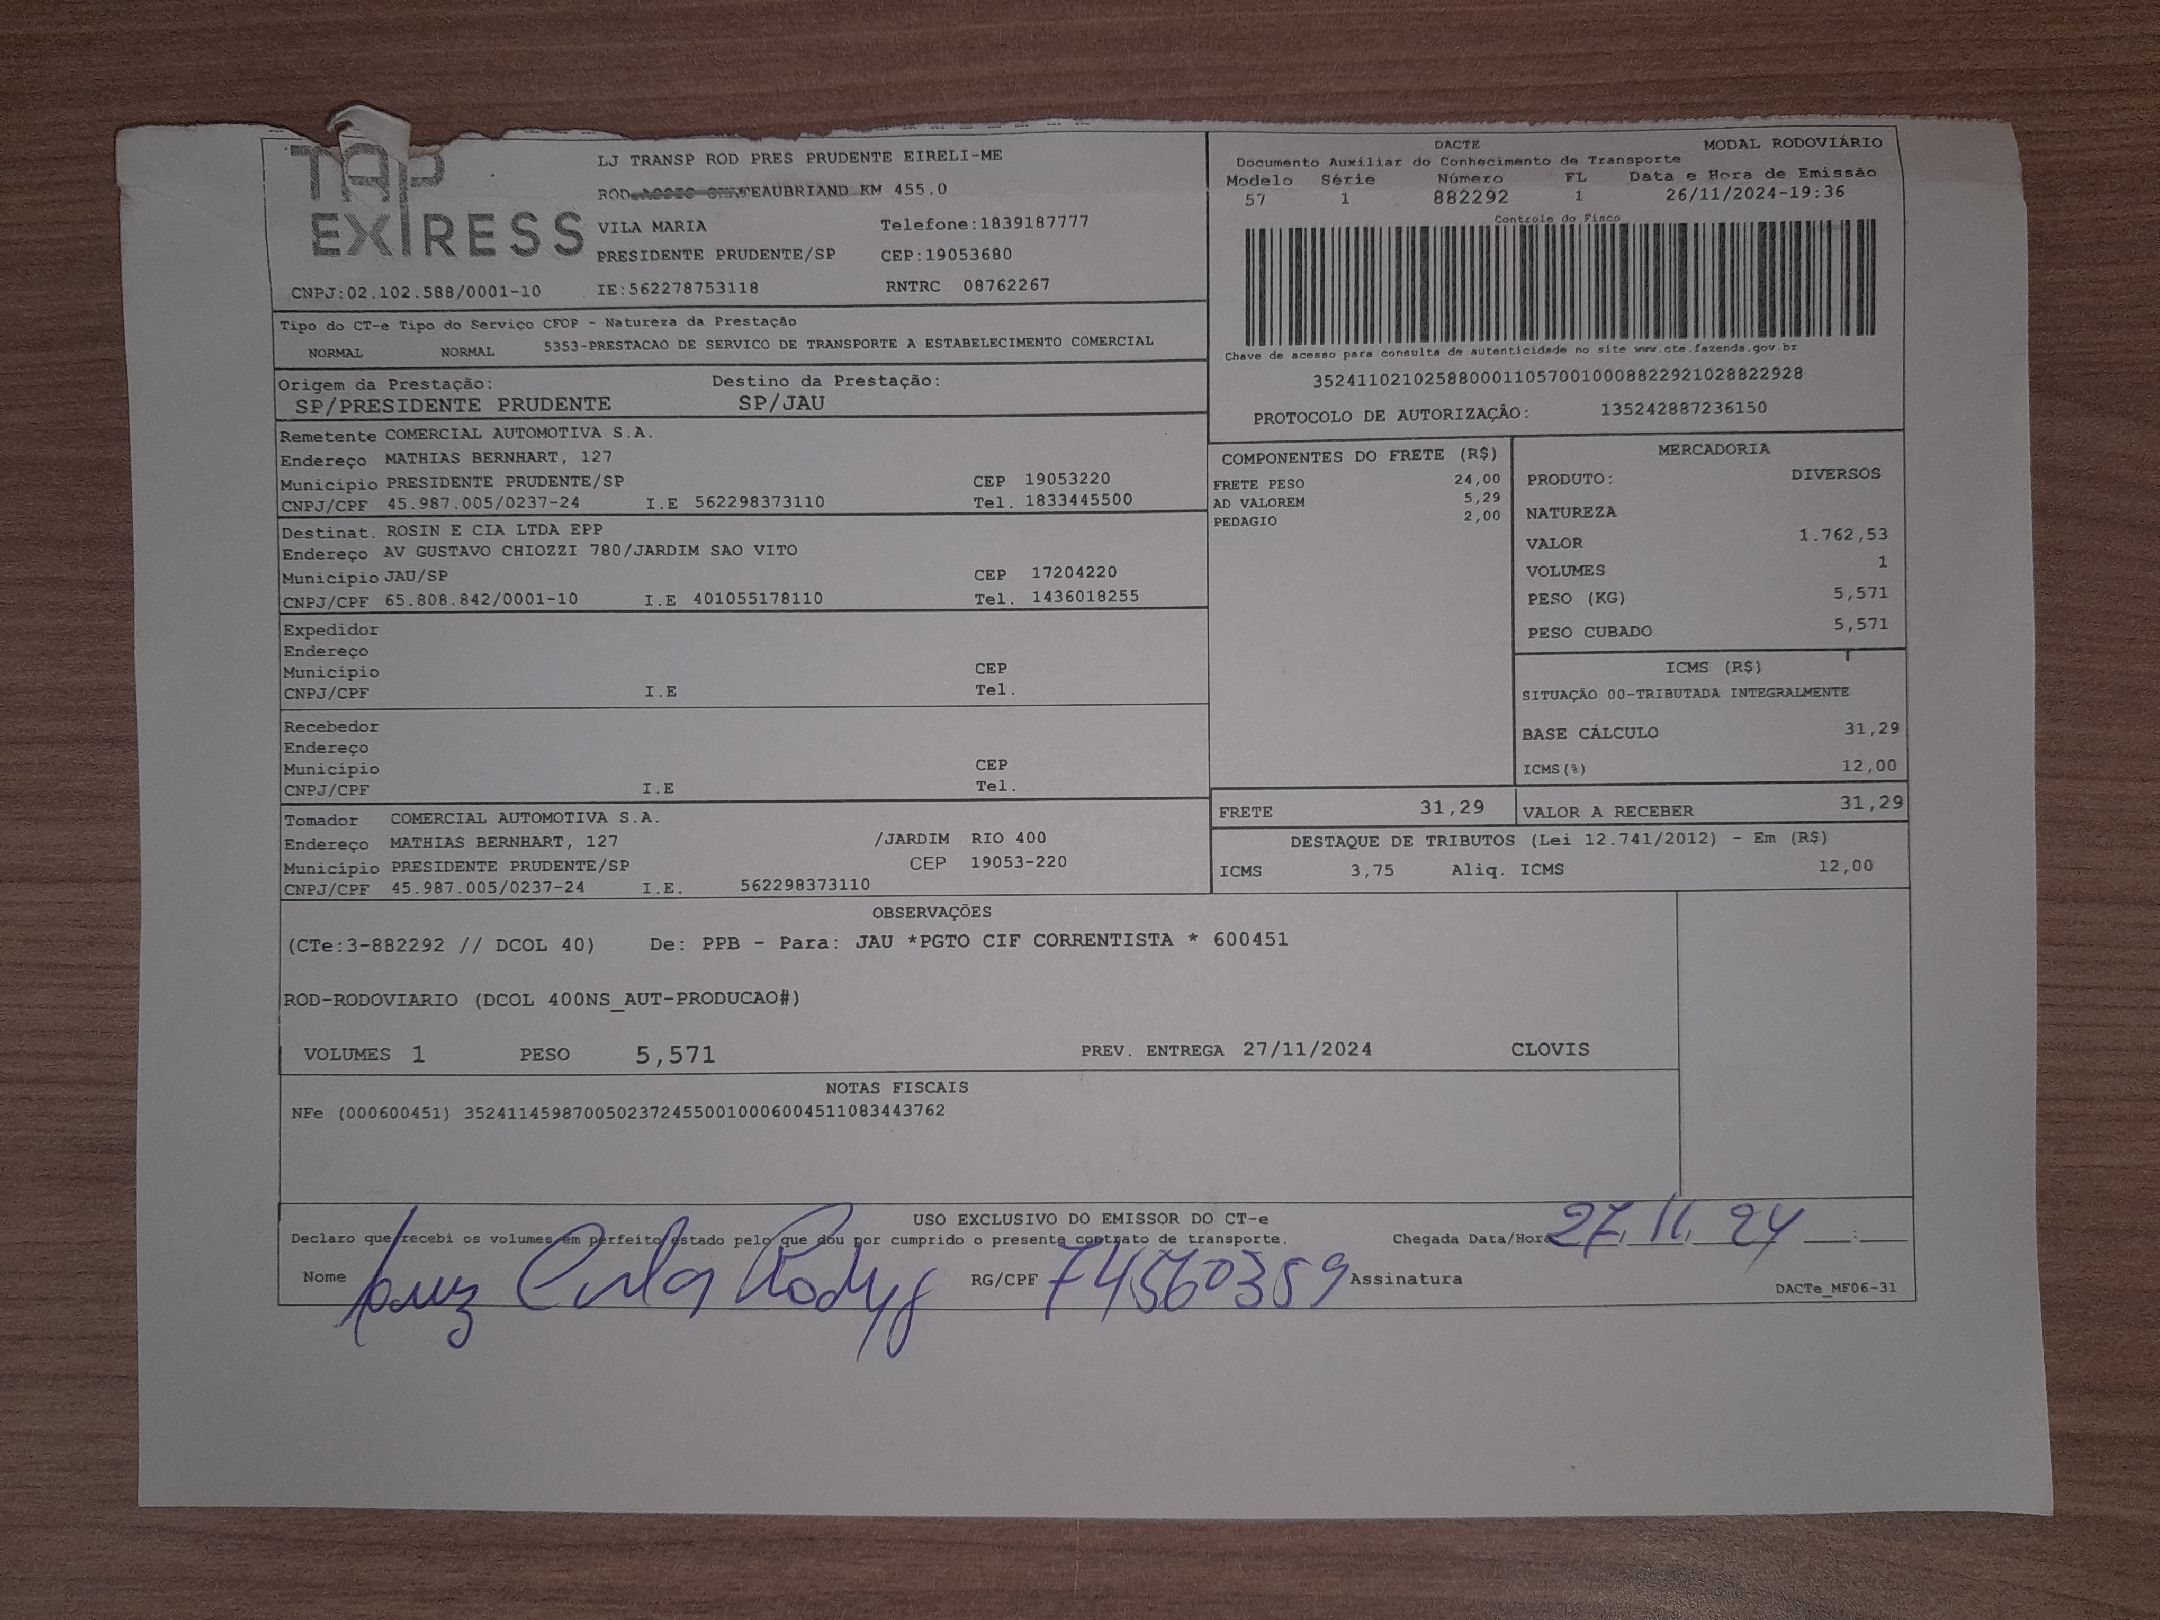 TAP
EXPRESS
CNPJ:02.102.588/0001-10
LJ TRANSP ROD PRES PRUDENTE EIRELI-ME
ROD EAUBRIAND KM 455.0
VILA MARIA Telefone:1839187777
PRESIDENTE PRUDENTE/SP CEP:19053680
IE:562278753118 RNTRC 08762267
DACTE MODAL RODOVIÁRIO
Documento Auxiliar do Conhecimento de Transporte
Modelo Série Número FL Data e Hora de Emissão
57 1 882292 1 26/11/2024-19:36
Controle do Fisco
Chave de acesso para consulta de autenticidade no site www.cte.fazenda.gov.br
35241102102588000110570010008822921028822928
PROTOCOLO DE AUTORIZAÇÃO: 135242887236150
Tipo do CT-e Tipo do Serviço CFOP - Natureza da Prestação
NORMAL NORMAL 5353-PRESTACAO DE SERVICO DE TRANSPORTE A ESTABELECIMENTO COMERCIAL
Origem da Prestação: Destino da Prestação:
SP/PRESIDENTE PRUDENTE SP/JAU
Remetente COMERCIAL AUTOMOTIVA S.A.
Endereço MATHIAS BERNHART, 127
Município PRESIDENTE PRUDENTE/SP CEP 19053220
CNPJ/CPF 45.987.005/0237-24 I.E 562298373110 Tel. 1833445500
Destinat. ROSIN E CIA LTDA EPP
Endereço AV GUSTAVO CHIOZZI 780/JARDIM SAO VITO
Município JAU/SP CEP 17204220
CNPJ/CPF 65.808.842/0001-10 I.E 401055178110 Tel. 1436018255
Expedidor
Endereço
Município CEP
CNPJ/CPF I.E Tel.
Recebedor
Endereço
Município CEP
CNPJ/CPF I.E Tel.
Tomador COMERCIAL AUTOMOTIVA S.A.
Endereço MATHIAS BERNHART, 127 /JARDIM RIO 400
Município PRESIDENTE PRUDENTE/SP CEP 19053-220
CNPJ/CPF 45.987.005/0237-24 I.E. 562298373110
COMPONENTES DO FRETE (R$)
FRETE PESO 24,00
AD VALOREM 5,29
PEDAGIO 2,00
MERCADORIA
PRODUTO: DIVERSOS
NATUREZA
VALOR 1.762,53
VOLUMES 1
PESO (KG) 5,571
PESO CUBADO 5,571
ICMS (R$)
SITUAÇÃO 00-TRIBUTADA INTEGRALMENTE
BASE CÁLCULO 31,29
ICMS(%) 12,00
FRETE 31,29 VALOR A RECEBER 31,29
DESTAQUE DE TRIBUTOS (Lei 12.741/2012) - Em (R$)
ICMS 3,75 Aliq. ICMS 12,00
OBSERVAÇÕES
(CTe:3-882292 // DCOL 40) De: PPB - Para: JAU *PGTO CIF CORRENTISTA * 600451
ROD-RODOVIARIO (DCOL 400NS_AUT-PRODUCAO#)
VOLUMES 1 PESO 5,571 PREV. ENTREGA 27/11/2024 CLOVIS
NOTAS FISCAIS
NFe (000600451) 35241145987005023724550010006004511083443762
USO EXCLUSIVO DO EMISSOR DO CT-e
Declaro que recebi os volumes em perfeito estado pelo que dou por cumprido o presente contrato de transporte. Chegada Data/Hora 27.11.24 :
Nome RG/CPF 74560359 Assinatura
DACTe_MF06-31